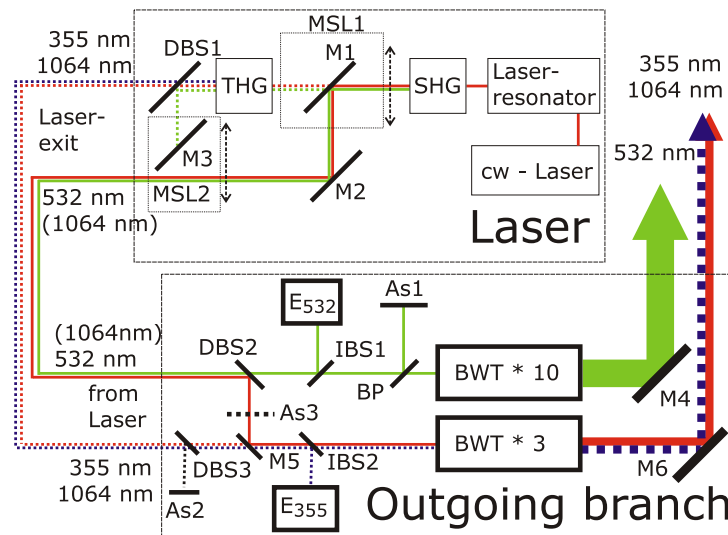 355 nm
1064 nm
DBS1
MSL1
M1
THG
SHG
Laser-
resonator
355 nm
1064 nm
Laser-
exit
M3
MSL2
M2
cw - Laser
532 nm
532 nm
(1064 nm)
Laser
(1064nm)
532 nm
E532
As1
DBS2
IBS1
BP
BWT * 10
M4
from
Laser
As3
BWT * 3
M5
IBS2
DBS3
M6
355 nm
1064 nm
As2
E355
Outgoing branch